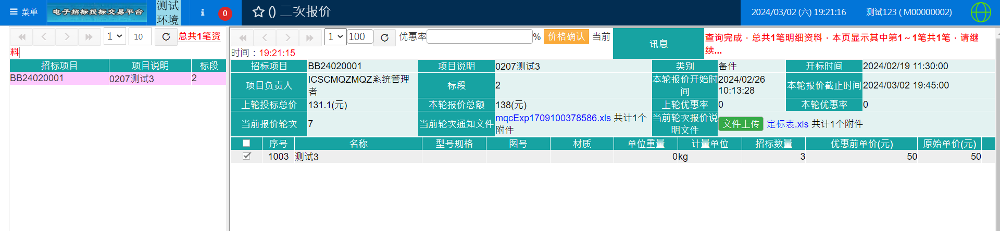 菜单
电子招标投标交易平台
测试
环境
0
() 二次报价
2024/03/02 (六) 19:21:16
测试123 ( M00000002)
1
10
总共1笔资
料
1
100
优惠率
%
价格确认
当前
时间：19:21:15
讯息
查询完成，总共1笔明细资料，本页显示其中第1～1笔共1笔，请继
续...
招标项目 项目说明 标段
BB24020001 0207测试3 2
招标项目 BB24020001 项目说明 0207测试3 类别 备件 开标时间 2024/02/19 11:30:00
项目负责人
ICSCMQZMQZ系统管理
者
标段 2
本轮报价开始时
间
2024/02/26
10:13:28
本轮报价截止时间 2024/03/02 19:45:00
上轮投标总价 131.1(元) 本轮报价总额 138(元) 上轮优惠率 0 本轮优惠率 0
当前报价轮次 7
当前轮次通知文件
mqcExp1709100378586.xls 共计1个
附件
当前轮次报价说
明文件
文件上传 定标表.xls 共计1个附件
序号 名称 型号规格 图号 材质 单位重量 计量单位 招标数量 优惠前单价(元) 原始单价(元)
1003 测试3 0 kg 3 50 50